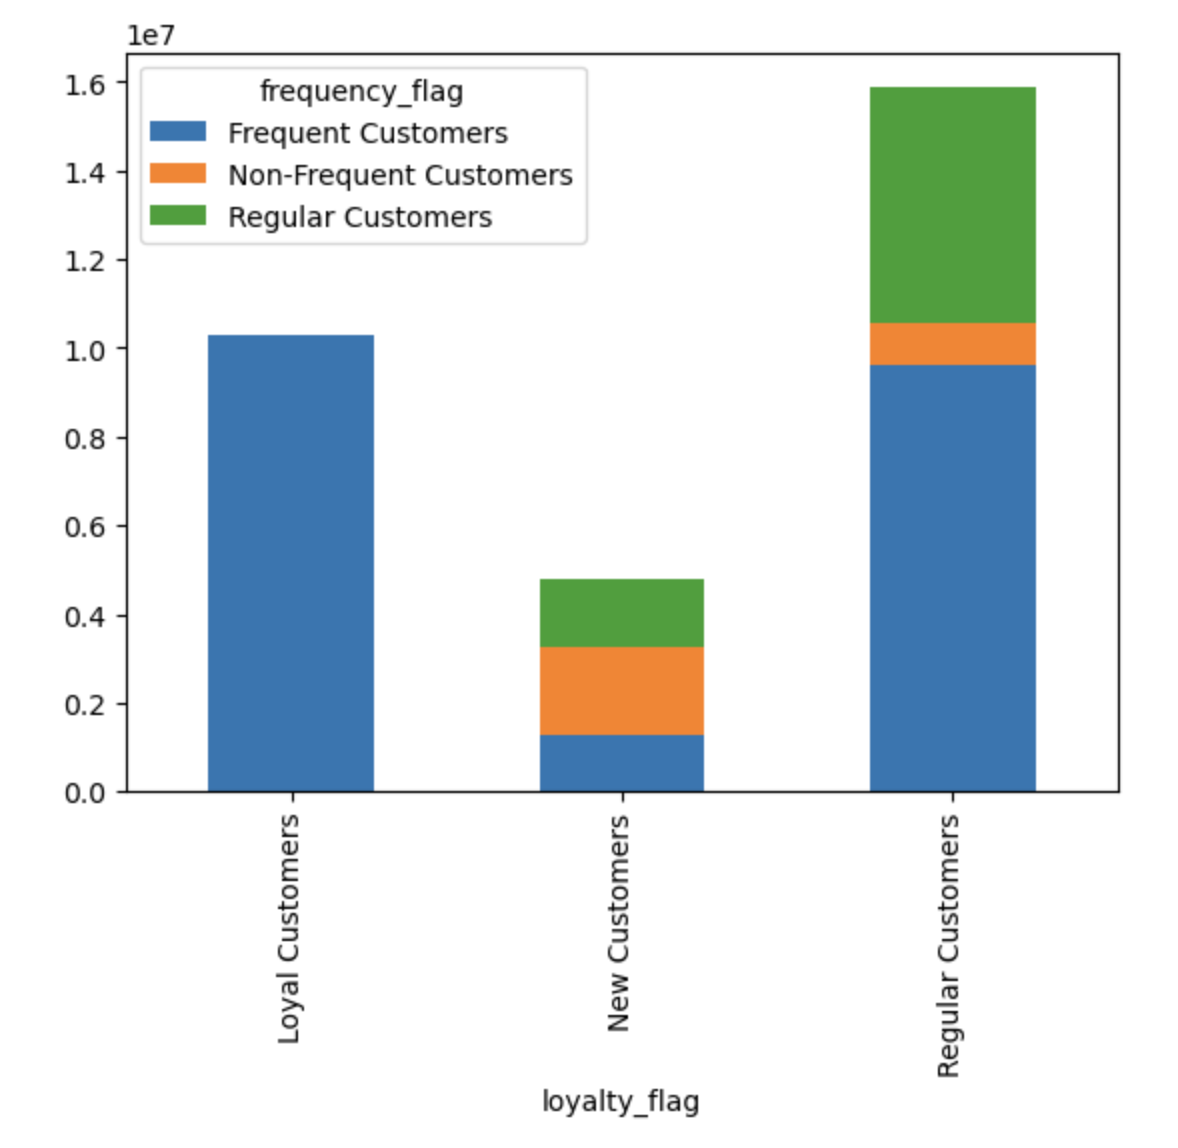 1e7
1.6
1.4
1.2
1.0
0.8
0.6
0.4
0.2
0.0
frequency_flag
Frequent Customers
Non-Frequent Customers
Regular Customers
Loyal Customers
New Customers
Regular Customers
loyalty_flag